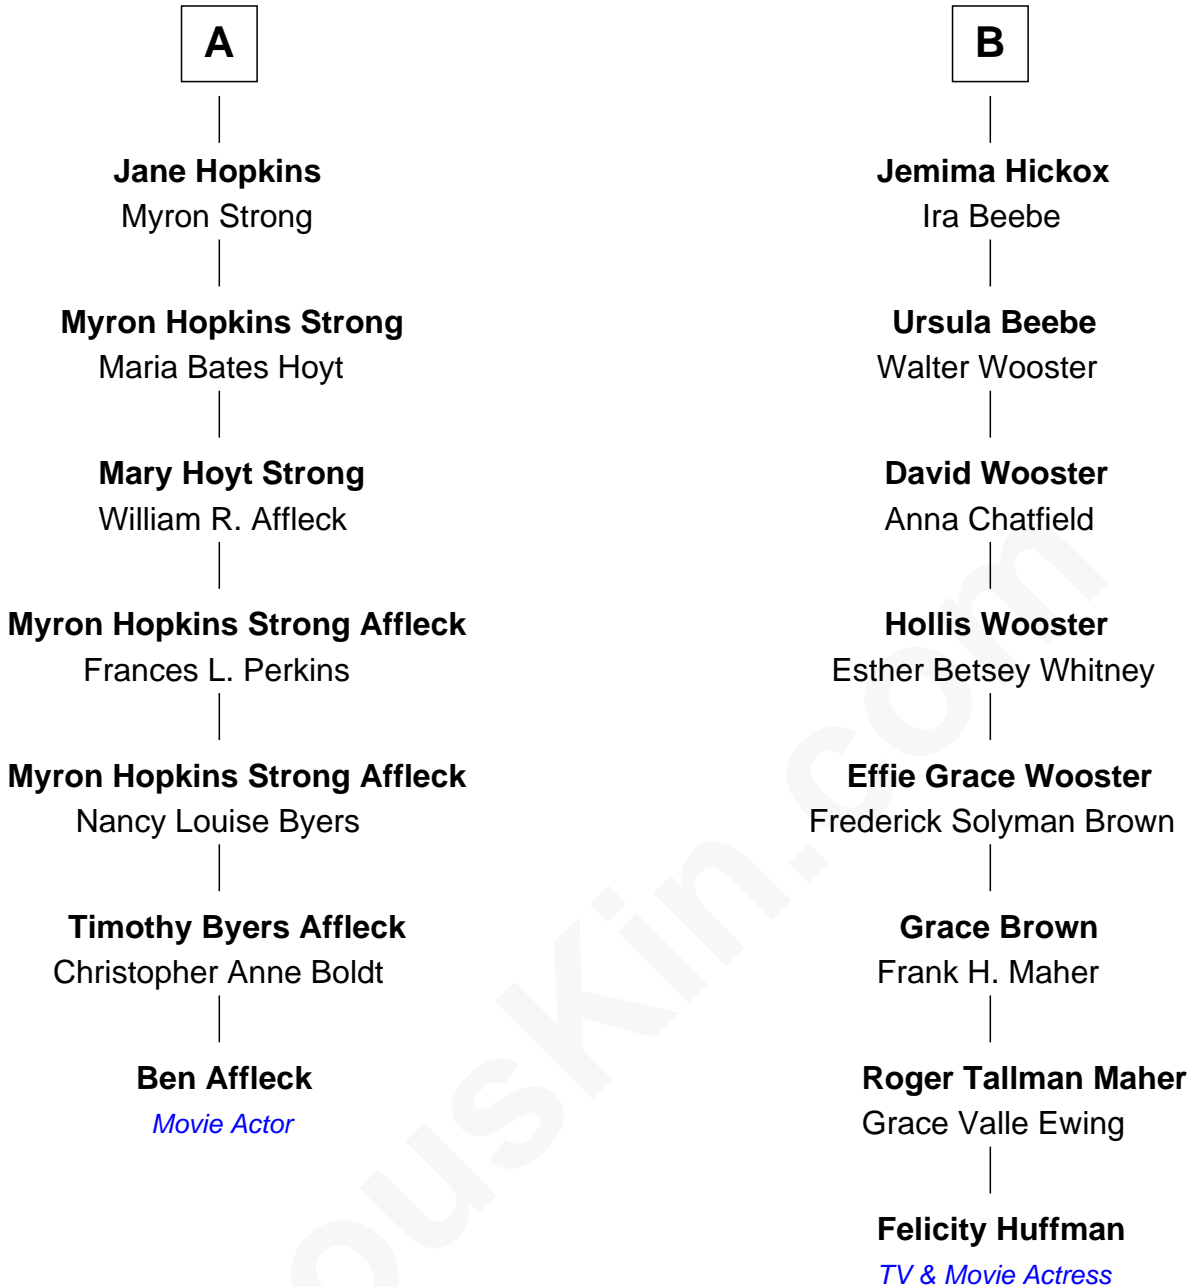 A
Jane Hopkins
Myron Strong
Myron Hopkins Strong
Maria Bates Hoyt
Mary Hoyt Strong
William R. Affleck
Myron Hopkins Strong Affleck
Frances L. Perkins
Myron Hopkins Strong Affleck
Nancy Louise Byers
Timothy Byers Affleck
Christopher Anne Boldt
Ben Affleck
Movie Actor
B
Jemima Hickox
Ira Beebe
Ursula Beebe
Walter Wooster
David Wooster
Anna Chatfield
Hollis Wooster
Esther Betsey Whitney
Effie Grace Wooster
Frederick Solyman Brown
Grace Brown
Frank H. Maher
Roger Tallman Maher
Grace Valle Ewing
Felicity Huffman
TV & Movie Actress
ousKin.com